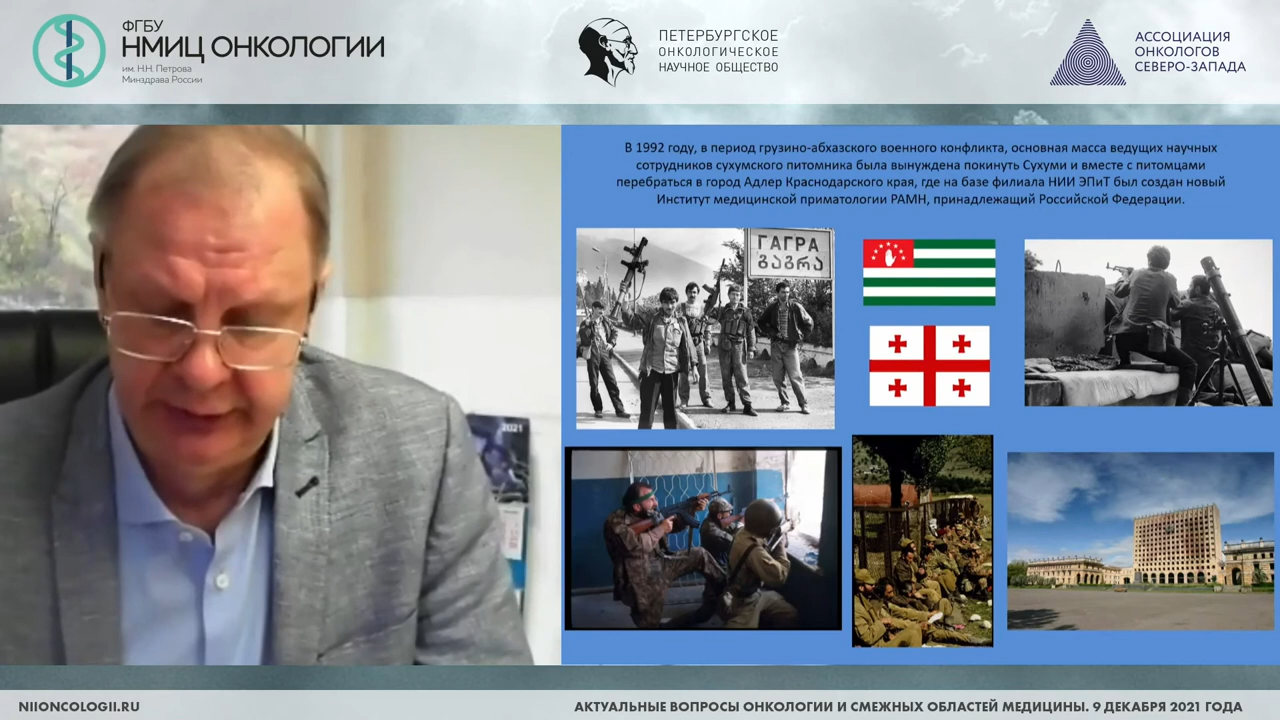 ФГБУ
НМИЦ ОНКОЛОГИИ
им. Н.Н. Петрова
Минздрава России
ПЕТЕРБУРГСКОЕ
ОНКОЛОГИЧЕСКОЕ
НАУЧНОЕ ОБЩЕСТВО
АССОЦИАЦИЯ
ОНКОЛОГОВ
СЕВЕРО-ЗАПАДА
В 1992 году, в период грузино-абхазского военного конфликта, основная масса ведущих научных
сотрудников сухумского питомника была вынуждена покинуть Сухуми и вместе с питомцами
перебраться в город Адлер Краснодарского края, где на базе филиала НИИ ЭПиТ был создан новый
Институт медицинской приматологии РАМН, принадлежащий Российской Федерации.
ГАГРА
გაგრა
2021
NIIONCOLOGII.RU
АКТУАЛЬНЫЕ ВОПРОСЫ ОНКОЛОГИИ И СМЕЖНЫХ ОБЛАСТЕЙ МЕДИЦИНЫ. 9 ДЕКАБРЯ 2021 ГОДА